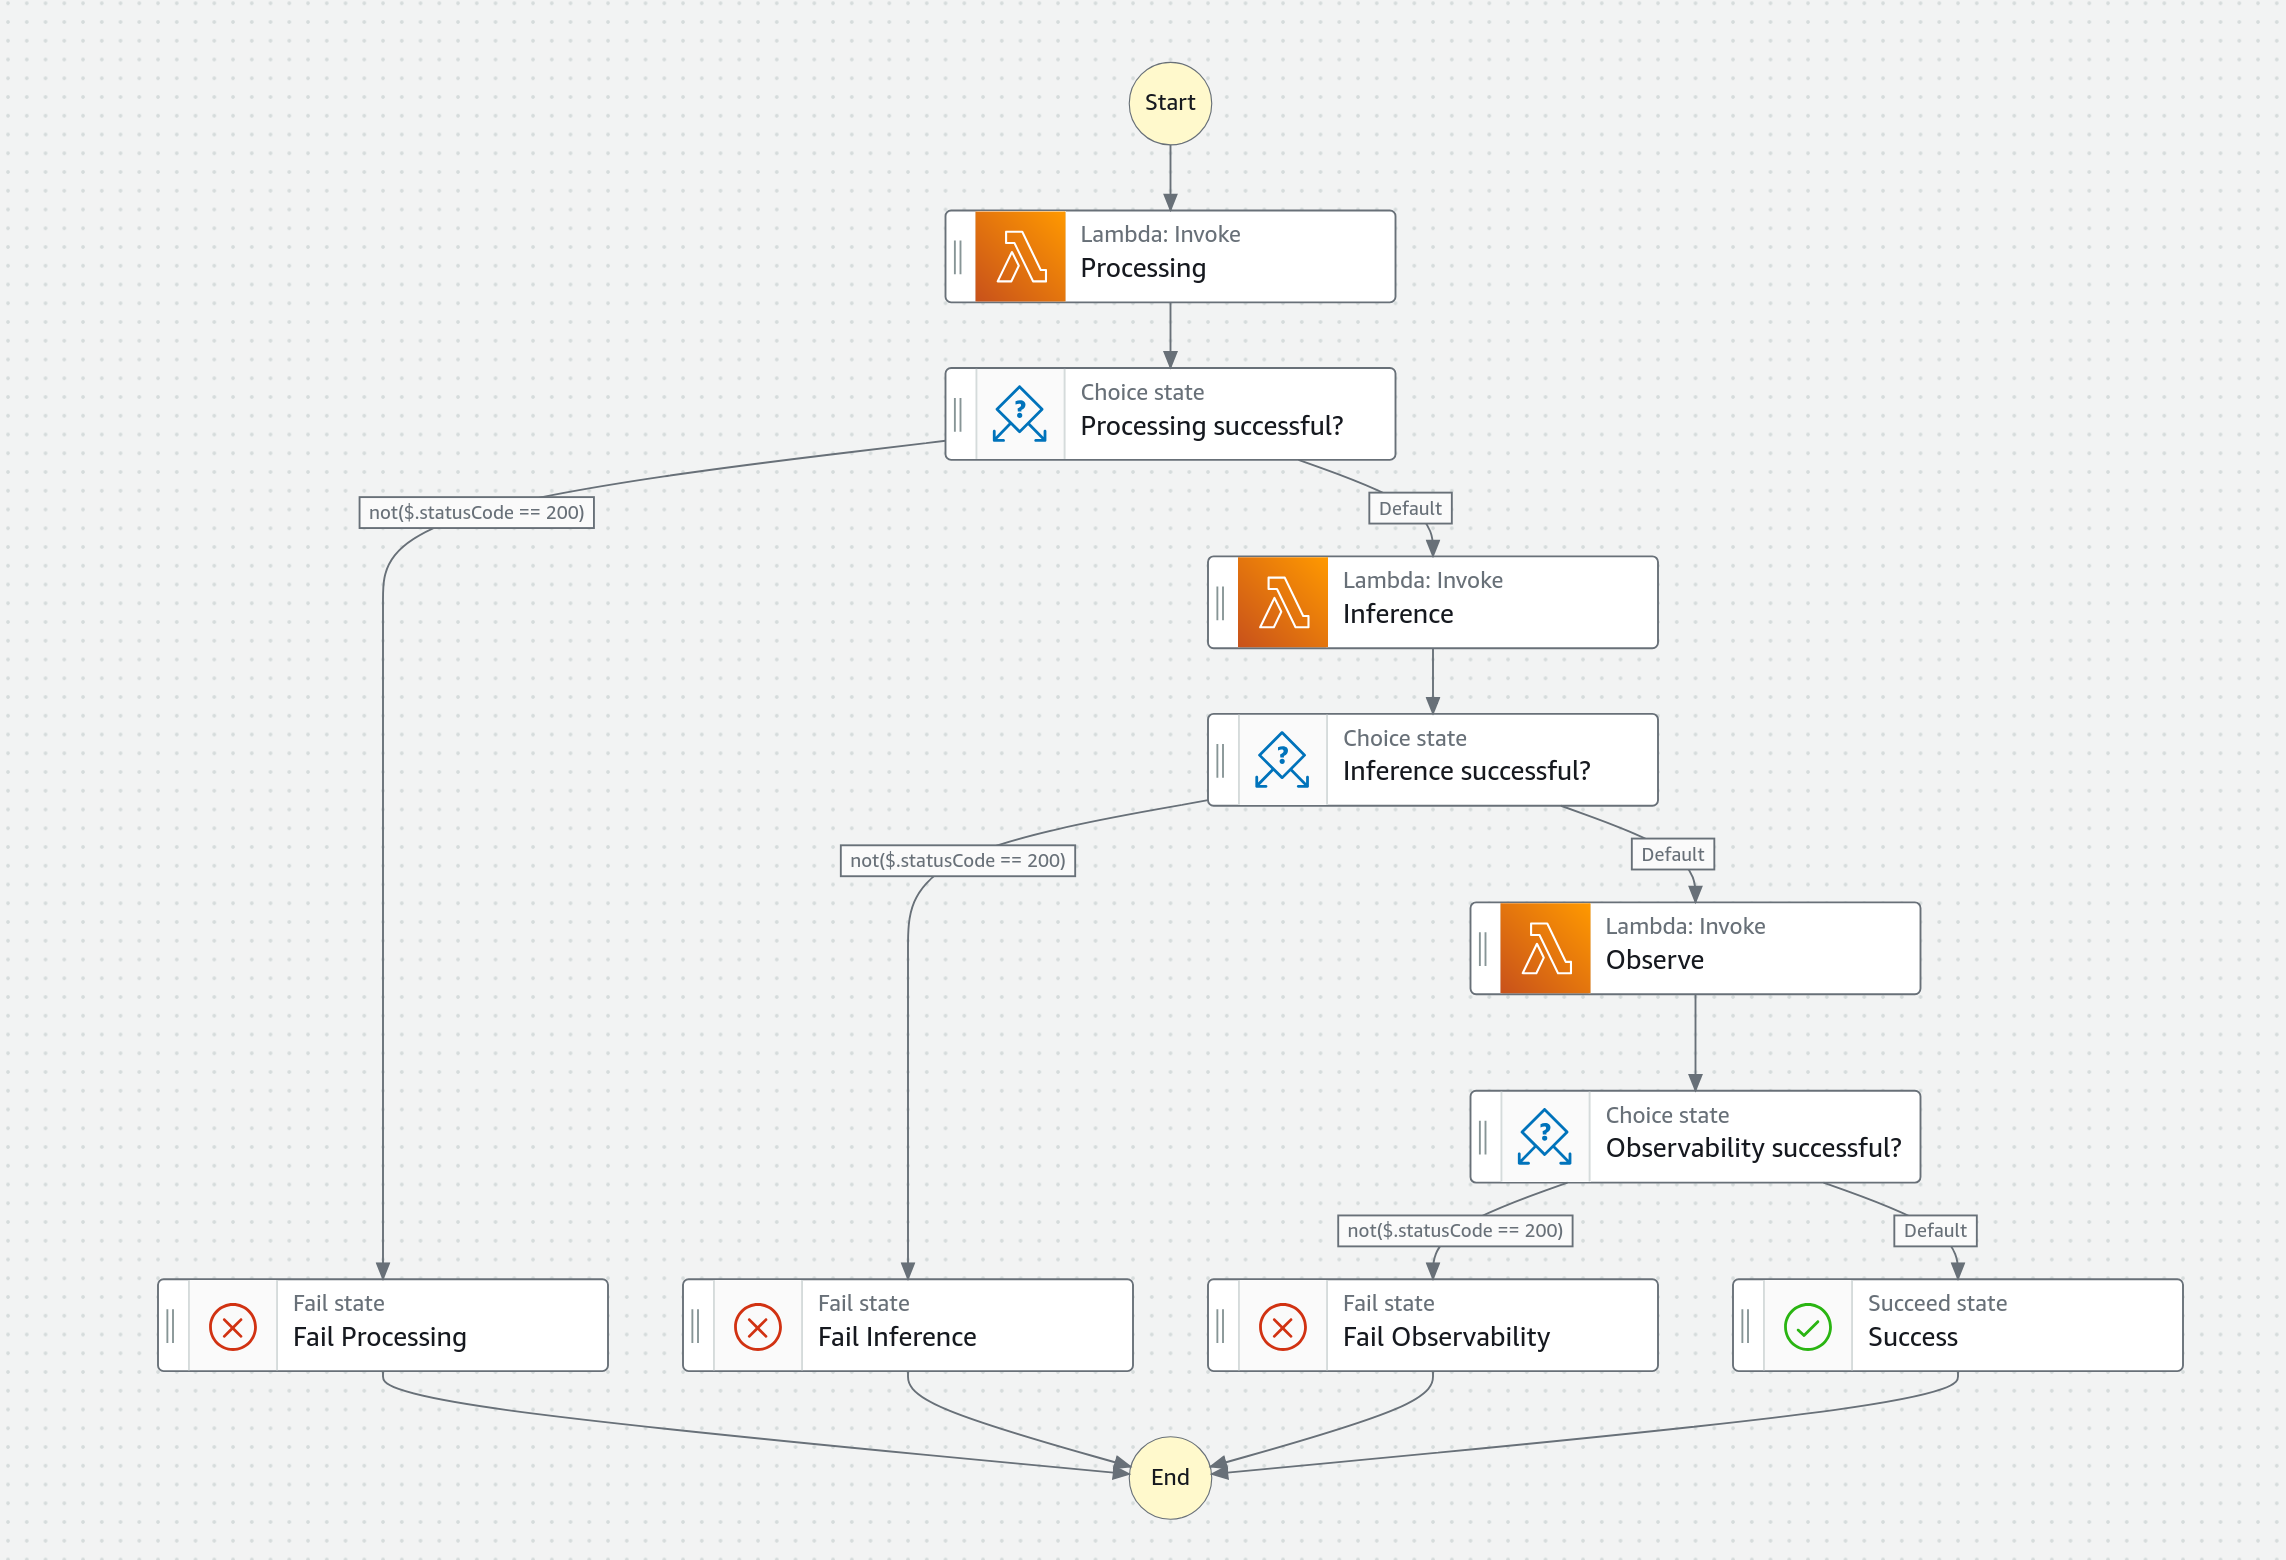 Start
Lambda: Invoke
Processing
Choice state
Processing successful?
not($.statusCode == 200)
Default
Lambda: Invoke
Inference
Choice state
Inference successful?
not($.statusCode == 200)
Default
Lambda: Invoke
Observe
Choice state
Observability successful?
not($.statusCode == 200)
Default
Fail state
Fail Processing
Fail state
Fail Inference
Fail state
Fail Observability
Succeed state
Success
End